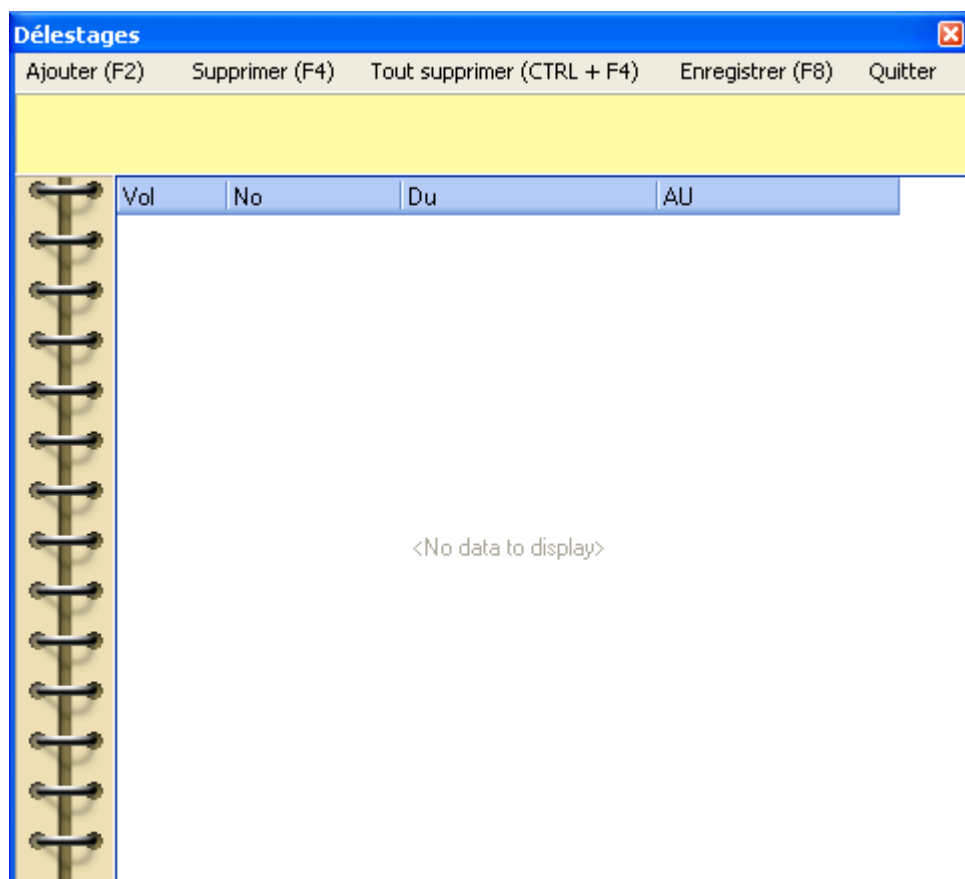 Délestages
Ajouter (F2) Supprimer (F4) Tout supprimer (CTRL + F4) Enregistrer (F8) Quitter
Vol No Du AU
<No data to display>